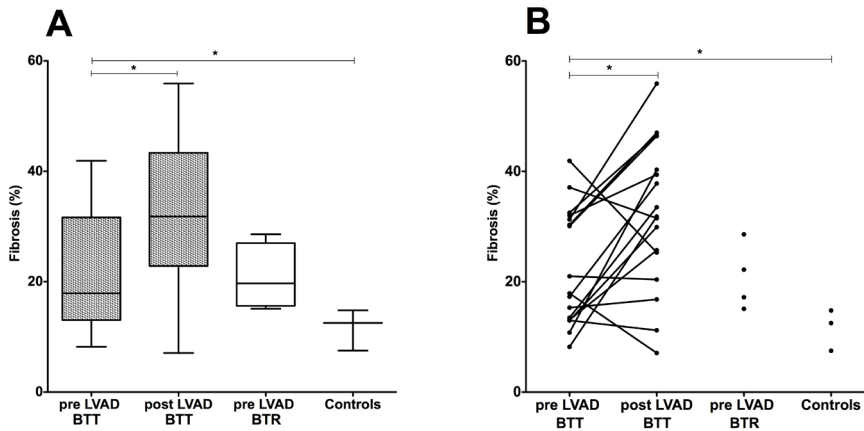 A
B
*
*
*
*
60
40
20
0
Fibrosis (%)
pre LVAD
BTT
post LVAD
BTT
pre LVAD
BTR
Controls
60
40
20
0
Fibrosis (%)
pre LVAD
BTT
post LVAD
BTT
pre LVAD
BTR
Controls